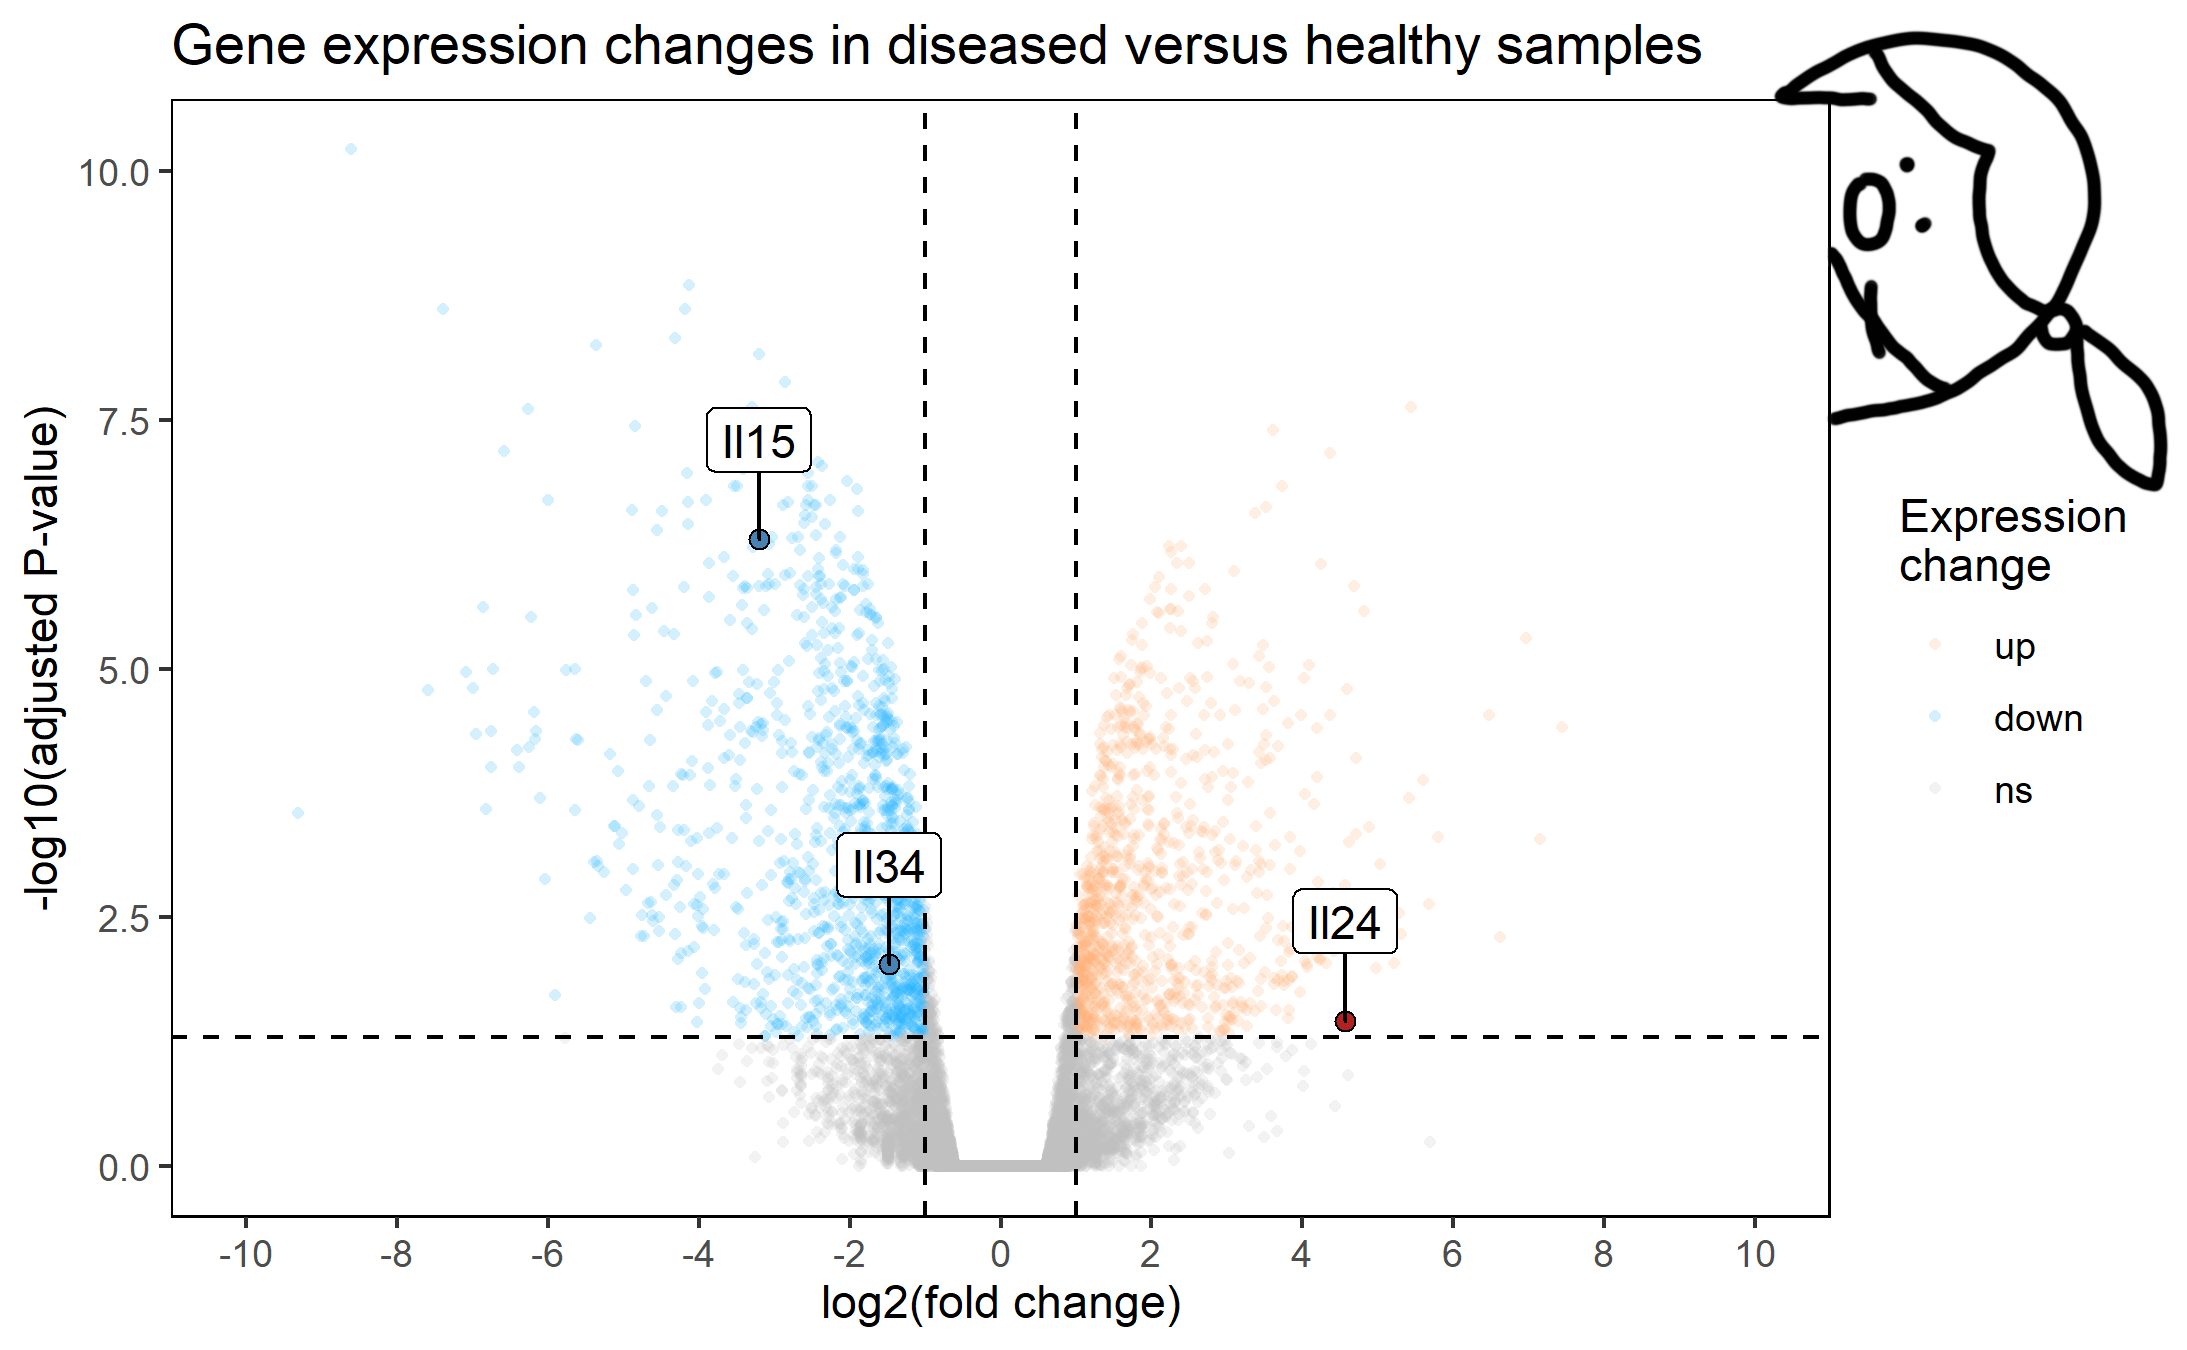 Gene expression changes in diseased versus healthy samples
10.0
7.5
5.0
2.5
0.0
-log10(adjusted P-value)
Il15
Il34
Il24
-10 -8 -6 -4 -2 0 2 4 6 8 10
log2(fold change)
Expression
change
up
down
ns